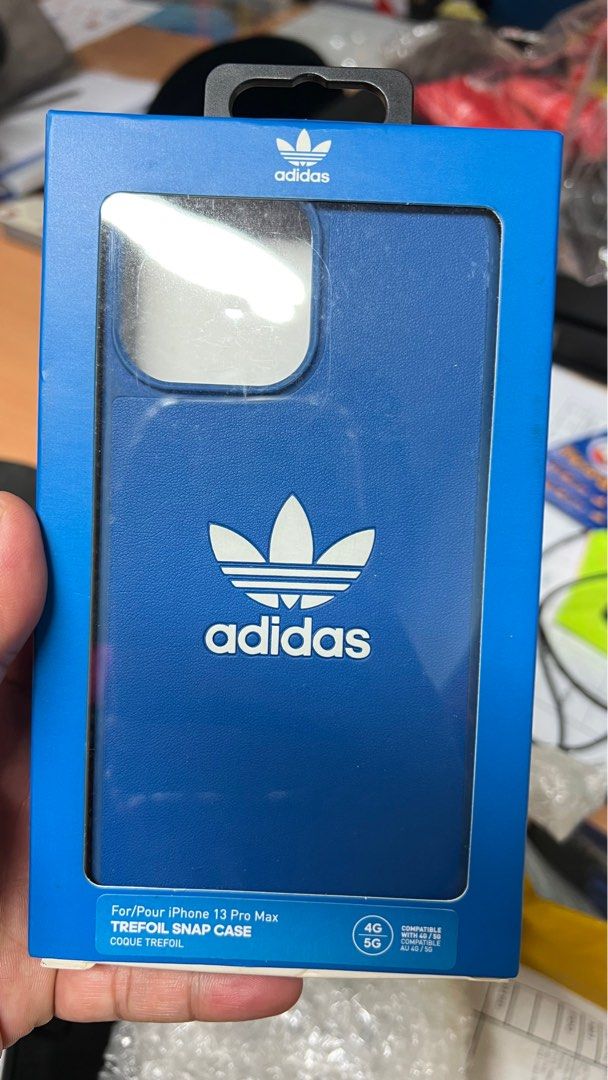 adidas
adidas
For/Pour iPhone 13 Pro Max
TREFOIL SNAP CASE
COQUE TREFOIL
4G
5G
COMPATIBLE
WITH 4G / 5G
COMPATIBLE
AU 4G / 5G